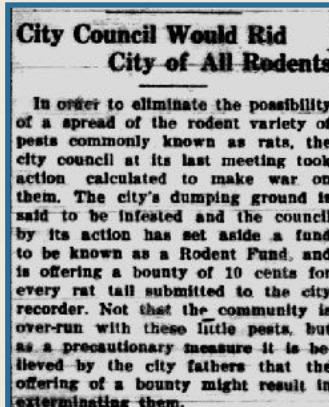 City Council Would Rid
City of All Rodents
In order to eliminate the possibility
of a spread of the rodent variety of
pests commonly known as rats, the
city council at its last meeting took
action calculated to make war on
them. The city's dumping ground is
said to be infested and the council
by its action has set aside a fund
to be known as a Rodent Fund, and
is offering a bounty of 10 cents for
every rat tail submitted to the city
recorder. Not that the community is
over-run with these little pests, but
as a precautionary measure it is be-
lieved by the city fathers that the
offering of a bounty might result in
exterminating them.